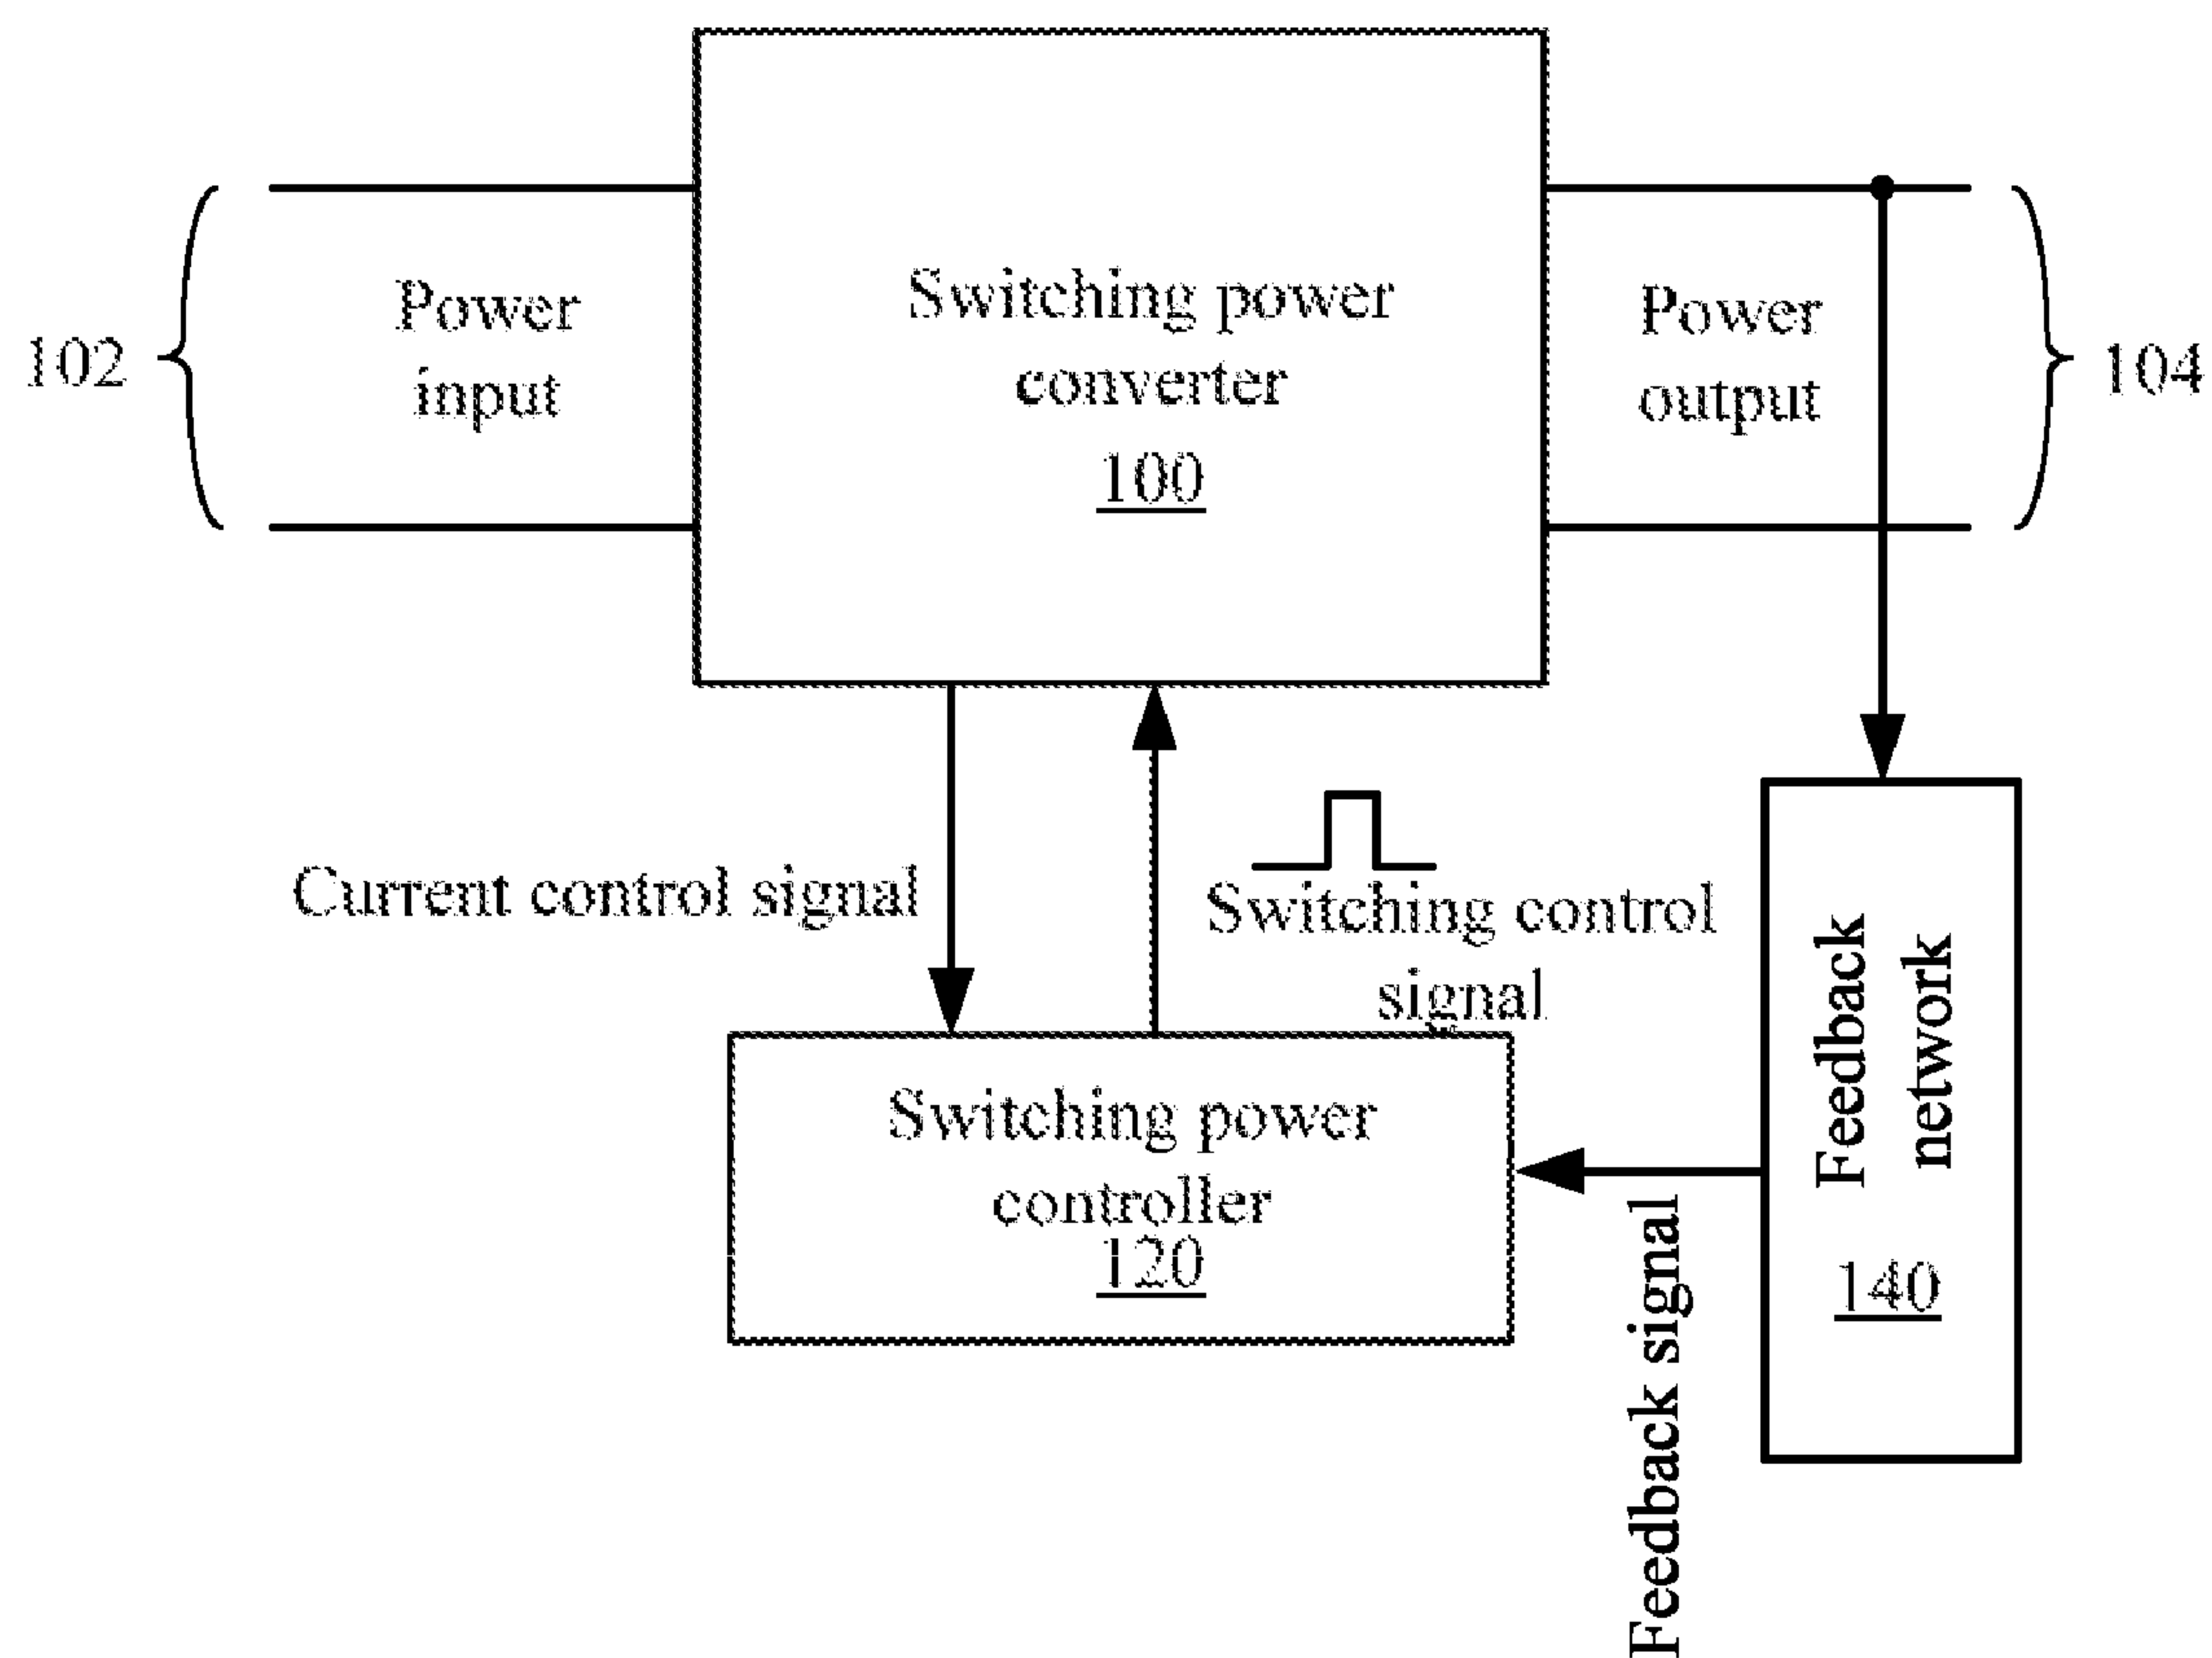 Switching power
converter
100
Power
input
102
Power
output
104
Current control signal
Switching control
signal
Switching power
controller
120
Feedback
network
140
Feedback signal